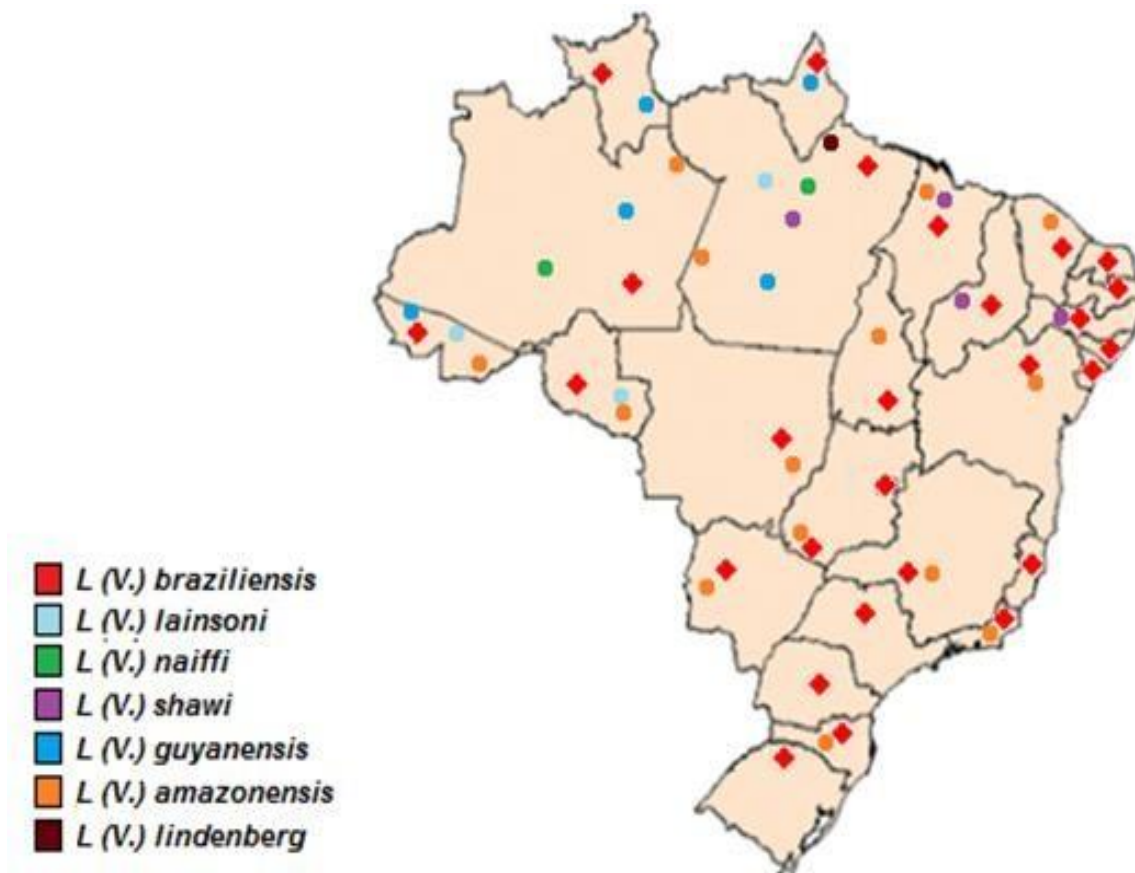 L (V.) braziliensis
L (V.) lainsoni
L (V.) naiffi
L (V.) shawi
L (V.) guyanensis
L (V.) amazonensis
L (V.) lindenberg